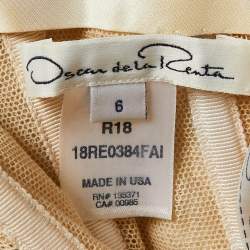 Oscar de la Renta
6
R18
18RE0384FAI
MADE IN USA
RN# 135371
CA# 00985